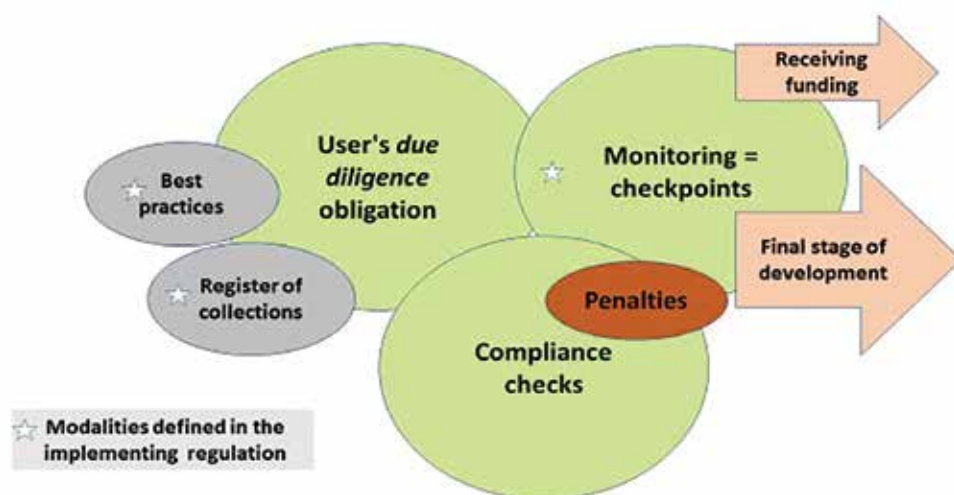 Receiving
funding
User's due
diligence
obligation
Monitoring =
checkpoints
Best
practices
Final stage of
development
Register of
collections
Penalties
Compliance
checks
Modalities defined in the
implementing regulation